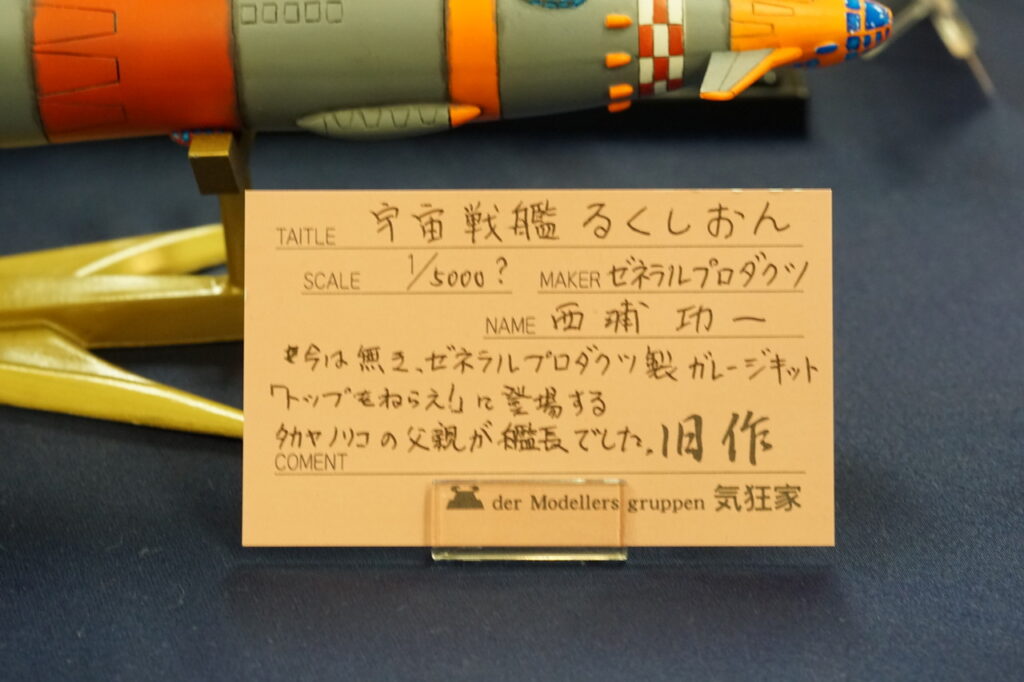 TAITLE 宇宙戦艦 るくしおん
SCALE 1/5000? MAKER ゼネラルプロダクツ
NAME 西浦 功一
今は無き、ゼネラルプロダクツ製 ガレージキット
「トップをねらえ!」に登場する
タカヤノリコの父親が艦長でした。旧作
COMENT
der Modellers gruppen 気狂家